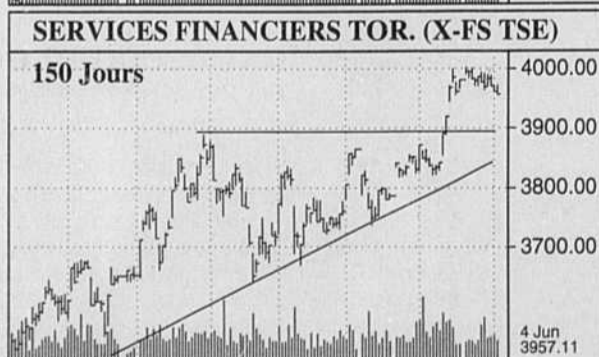 SERVICES FINANCIERS TOR. (X-FS TSE)
150 Jours
4000.00
3900.00
3800.00
3700.00
4 Jun
3957.11